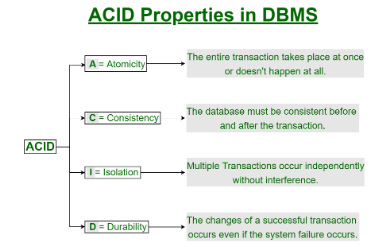 ACID Properties in DBMS
A = Atomicity
The entire transaction takes place at once
or doesn't happen at all.
C = Consistency
The database must be consistent before
and after the transaction.
ACID
I = Isolation
Multiple Transactions occur independently
without interference.
D = Durability
The changes of a successful transaction
occurs even if the system failure occurs.